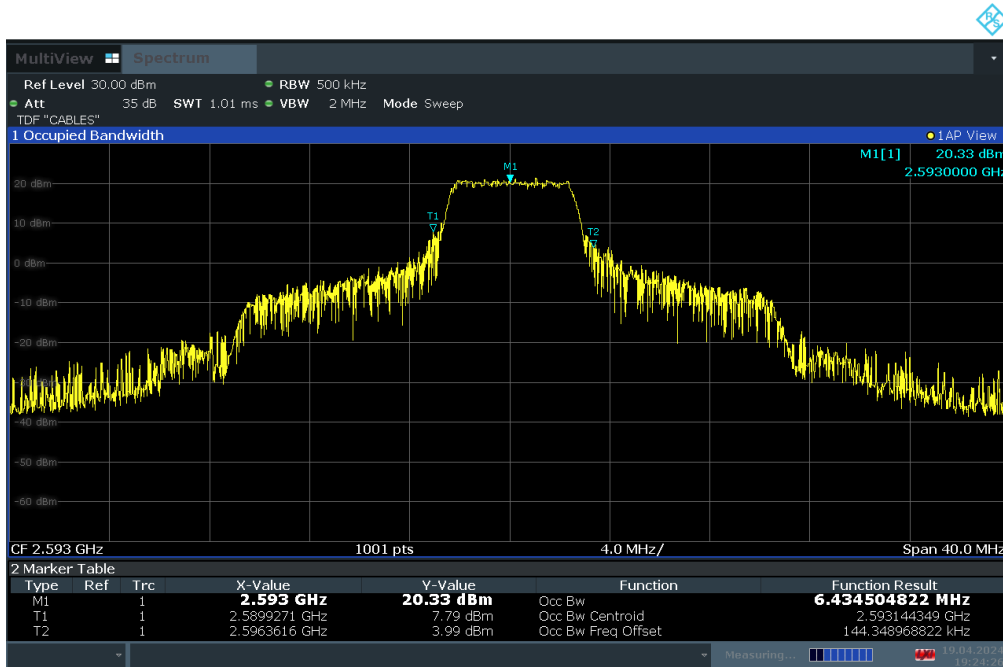 R&S
MultiView Spectrum
Ref Level 30.00 dBm RBW 500 kHz
Att 35 dB SWT 1.01 ms VBW 2 MHz Mode Sweep
TDF "CABLES"
1 Occupied Bandwidth 1AP View
M1[1] 20.33 dBm
2.5930000 GHz
M1
20 dBm
T1
10 dBm
T2
0 dBm
-10 dBm
-20 dBm
-40 dBm
-50 dBm
-60 dBm
CF 2.593 GHz 1001 pts 4.0 MHz/ Span 40.0 MHz
2 Marker Table
Type Ref Trc X-Value Y-Value Function Function Result
M1 1 2.593 GHz 20.33 dBm Occ Bw 6.434504822 MHz
T1 1 2.5899271 GHz 7.79 dBm Occ Bw Centroid 2.593144349 GHz
T2 1 2.5963616 GHz 3.99 dBm Occ Bw Freq Offset 144.348968822 kHz
Measuring... 19.04.2024
19:24:26